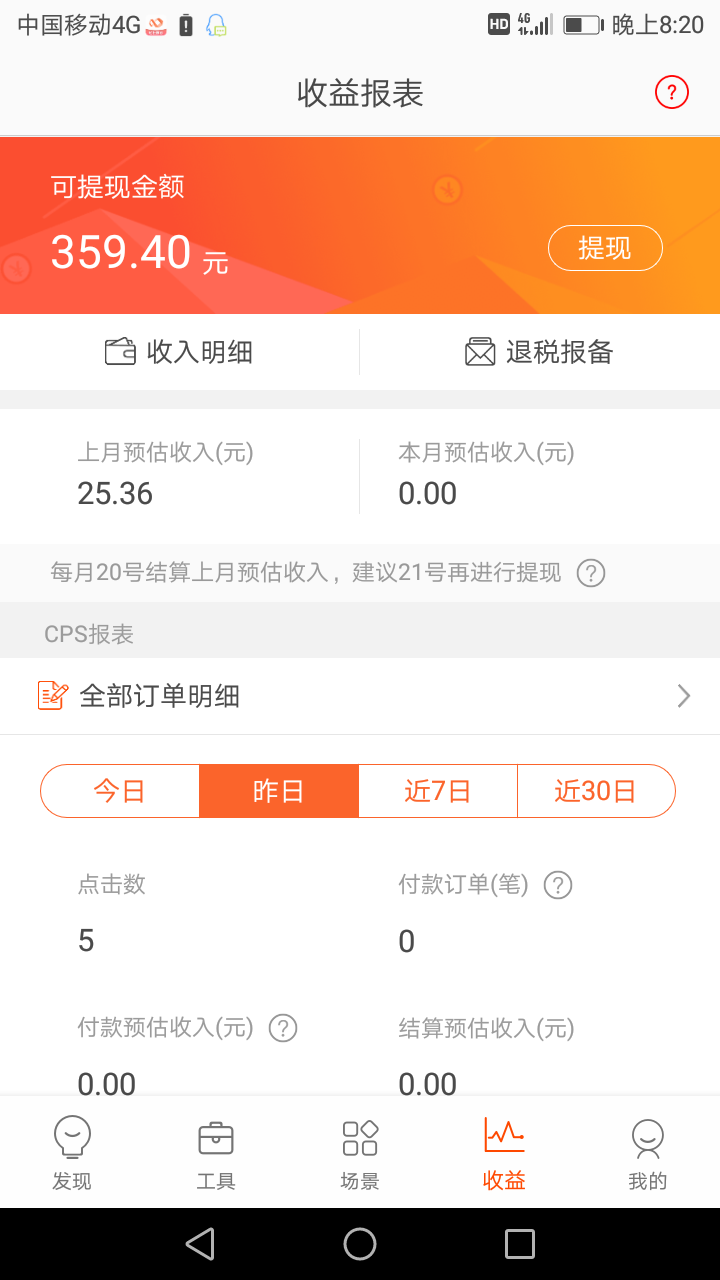 中国移动4G
HD 4G 晚上8:20
收益报表
?
可提现金额
359.40 元
提现
收入明细
退税报备
上月预估收入(元)
本月预估收入(元)
25.36
0.00
每月20号结算上月预估收入，建议21号再进行提现 ?
CPS报表
全部订单明细
今日 昨日 近7日 近30日
点击数
付款订单(笔) ?
5
0
付款预估收入(元) ?
结算预估收入(元)
0.00
0.00
发现 工具 场景 收益 我的